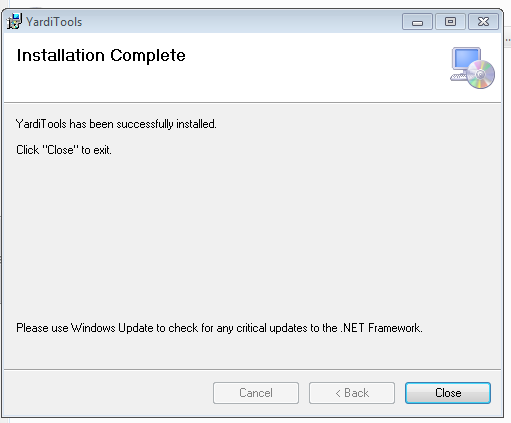 YardiTools
Installation Complete
YardiTools has been successfully installed.
Click "Close" to exit.
Please use Windows Update to check for any critical updates to the .NET Framework.
Cancel
< Back
Close